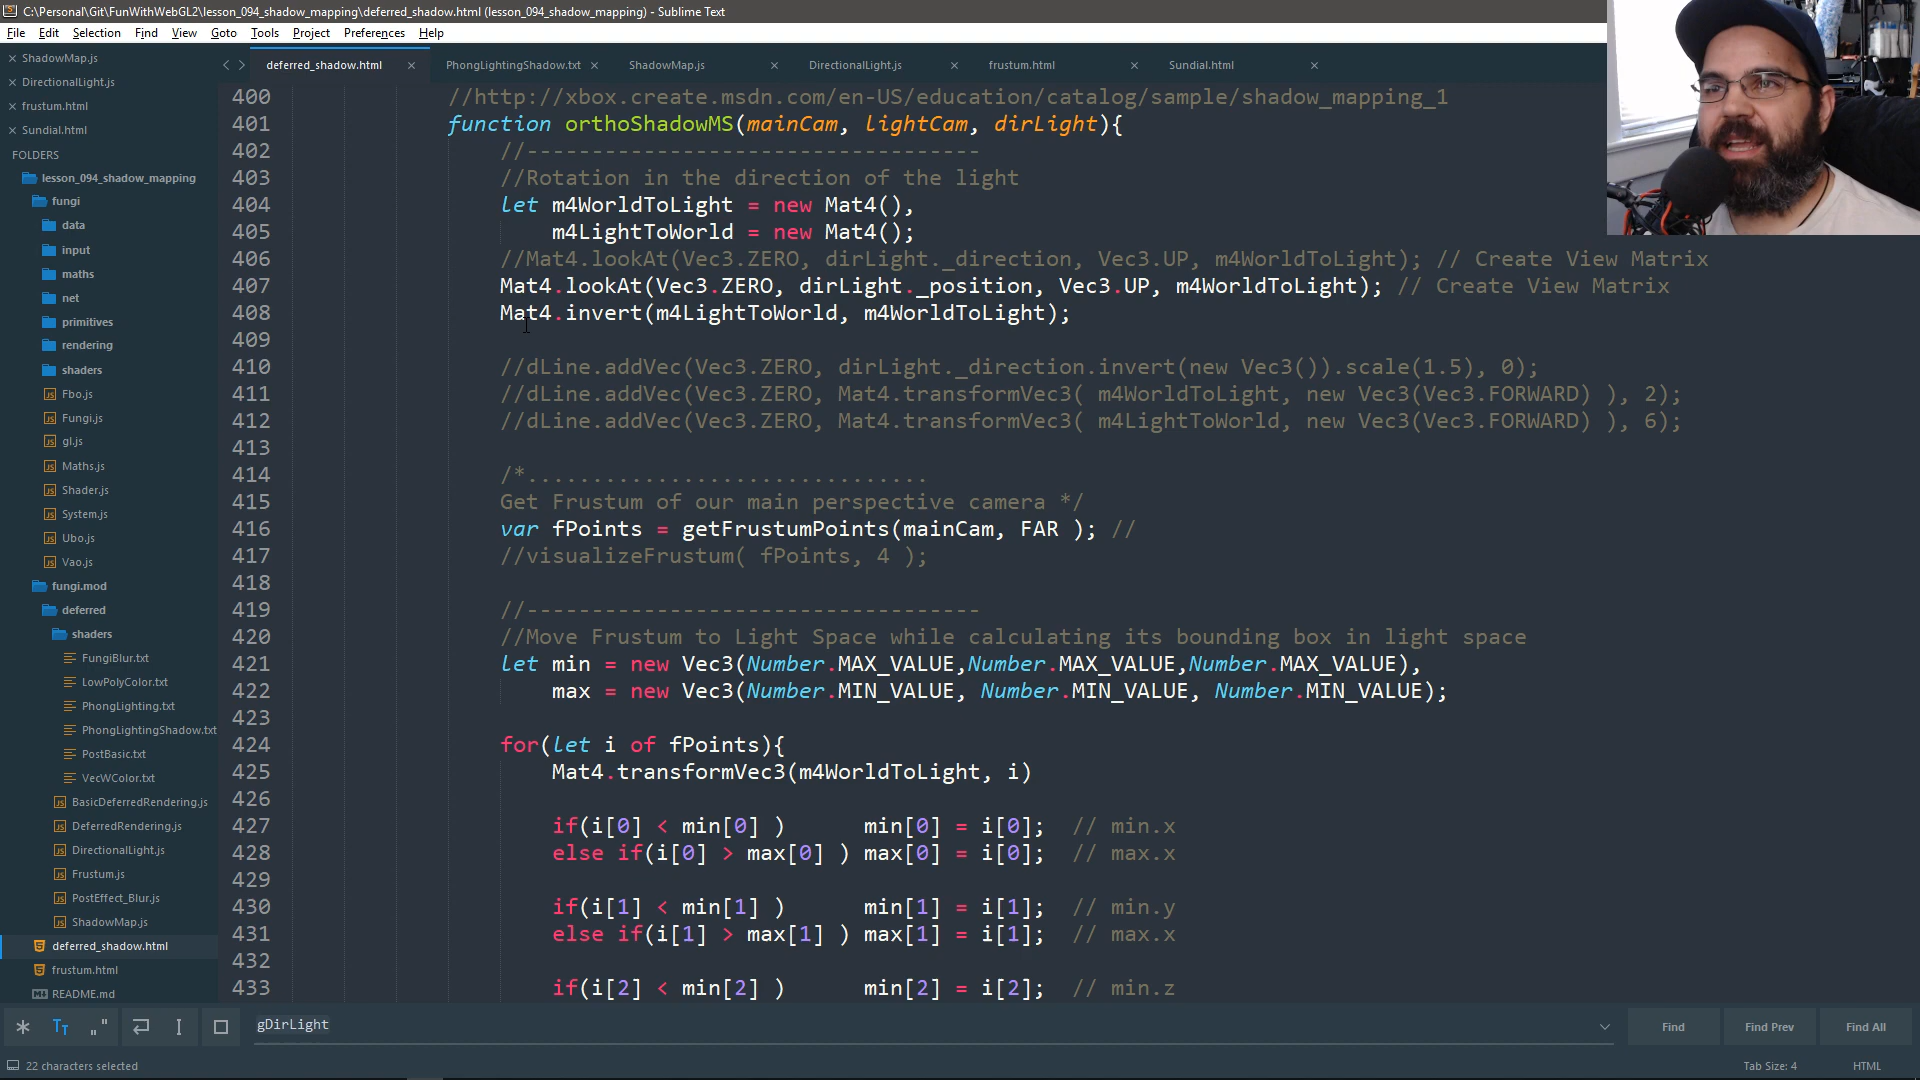 C:\Personal\Git\FunWithWebGL2\lesson_094_shadow_mapping\deferred_shadow.html (lesson_094_shadow_mapping) - Sublime Text
File Edit Selection Find View Goto Tools Project Preferences Help
ShadowMap.js
DirectionalLight.js
frustum.html
Sundial.html
FOLDERS
lesson_094_shadow_mapping
fungi
data
input
maths
net
primitives
rendering
shaders
Fbo.js
Fungi.js
gl.js
Maths.js
Shader.js
System.js
Ubo.js
Vao.js
fungi.mod
deferred
shaders
FungiBlur.txt
LowPolyColor.txt
PhongLighting.txt
PhongLightingShadow.txt
PostBasic.txt
VecWColor.txt
BasicDeferredRendering.js
DeferredRendering.js
DirectionalLight.js
Frustum.js
PostEffect_Blur.js
ShadowMap.js
deferred_shadow.html
frustum.html
README.md
deferred_shadow.html PhongLightingShadow.txt ShadowMap.js DirectionalLight.js frustum.html Sundial.html
400 //http://xbox.create.msdn.com/en-US/education/catalog/sample/shadow_mapping_1
401 function orthoShadowMS(mainCam, lightCam, dirLight){
402 //-----------------------------------
403 //Rotation in the direction of the light
404 let m4WorldToLight = new Mat4(),
405 m4LightToWorld = new Mat4();
406 //Mat4.lookAt(Vec3.ZERO, dirLight._direction, Vec3.UP, m4WorldToLight); // Create View Matrix
407 Mat4.lookAt(Vec3.ZERO, dirLight._position, Vec3.UP, m4WorldToLight); // Create View Matrix
408 Mat4.invert(m4LightToWorld, m4WorldToLight);
409
410 //dLine.addVec(Vec3.ZERO, dirLight._direction.invert(new Vec3()).scale(1.5), 0);
411 //dLine.addVec(Vec3.ZERO, Mat4.transformVec3( m4WorldToLight, new Vec3(Vec3.FORWARD) ), 2);
412 //dLine.addVec(Vec3.ZERO, Mat4.transformVec3( m4LightToWorld, new Vec3(Vec3.FORWARD) ), 6);
413
414 /*...............................
415 Get Frustum of our main perspective camera */
416 var fPoints = getFrustumPoints(mainCam, FAR ); //
417 //visualizeFrustum( fPoints, 4 );
418
419 //-----------------------------------
420 //Move Frustum to Light Space while calculating its bounding box in light space
421 let min = new Vec3(Number.MAX_VALUE,Number.MAX_VALUE,Number.MAX_VALUE),
422 max = new Vec3(Number.MIN_VALUE, Number.MIN_VALUE, Number.MIN_VALUE);
423
424 for(let i of fPoints){
425 Mat4.transformVec3(m4WorldToLight, i)
426
427 if(i[0] < min[0] ) min[0] = i[0]; // min.x
428 else if(i[0] > max[0] ) max[0] = i[0]; // max.x
429
430 if(i[1] < min[1] ) min[1] = i[1]; // min.y
431 else if(i[1] > max[1] ) max[1] = i[1]; // max.x
432
433 if(i[2] < min[2] ) min[2] = i[2]; // min.z
gDirLight
Find Find Prev Find All
22 characters selected
Tab Size: 4 HTML